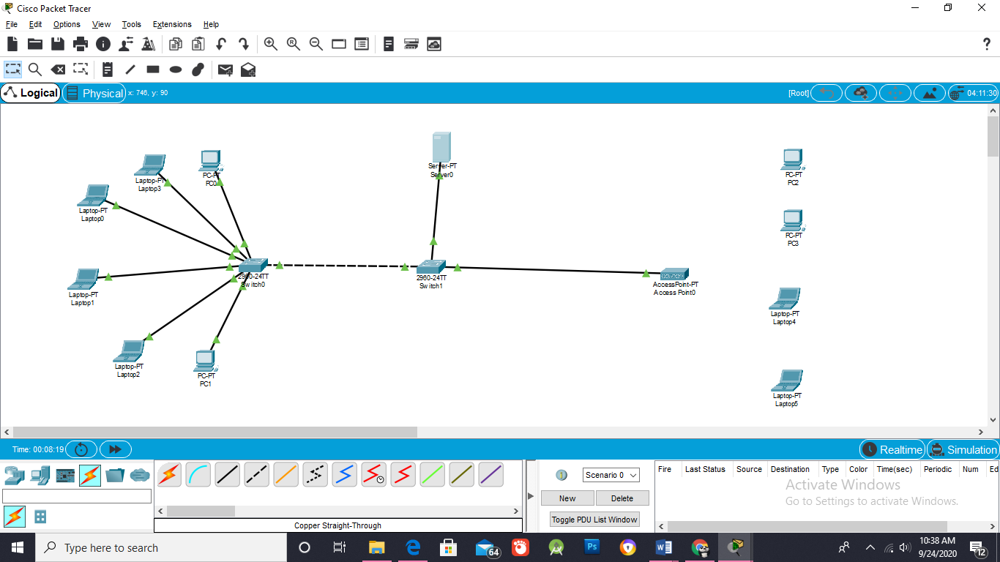 Cisco Packet Tracer
File Edit Options View Tools Extensions Help
?
Logical Physical x: 746, y: 90 [Root] 04:11:30
Server-PT
Server0
PC-PT
PC0
Laptop-PT
Laptop3
Laptop-PT
Laptop0
PC-PT
PC2
PC-PT
PC3
2960-24TT
Switch0
2960-24TT
Switch1
AccessPoint-PT
Access Point0
Laptop-PT
Laptop1
Laptop-PT
Laptop4
Laptop-PT
Laptop2
PC-PT
PC1
Laptop-PT
Laptop5
Time: 00:08:19 Realtime Simulation
Scenario 0
New Delete
Toggle PDU List Window
Fire Last Status Source Destination Type Color Time(sec) Periodic Num Ed
Activate Windows
Go to Settings to activate Windows.
Copper Straight-Through
Type here to search
64
Ps
10:38 AM
9/24/2020
12